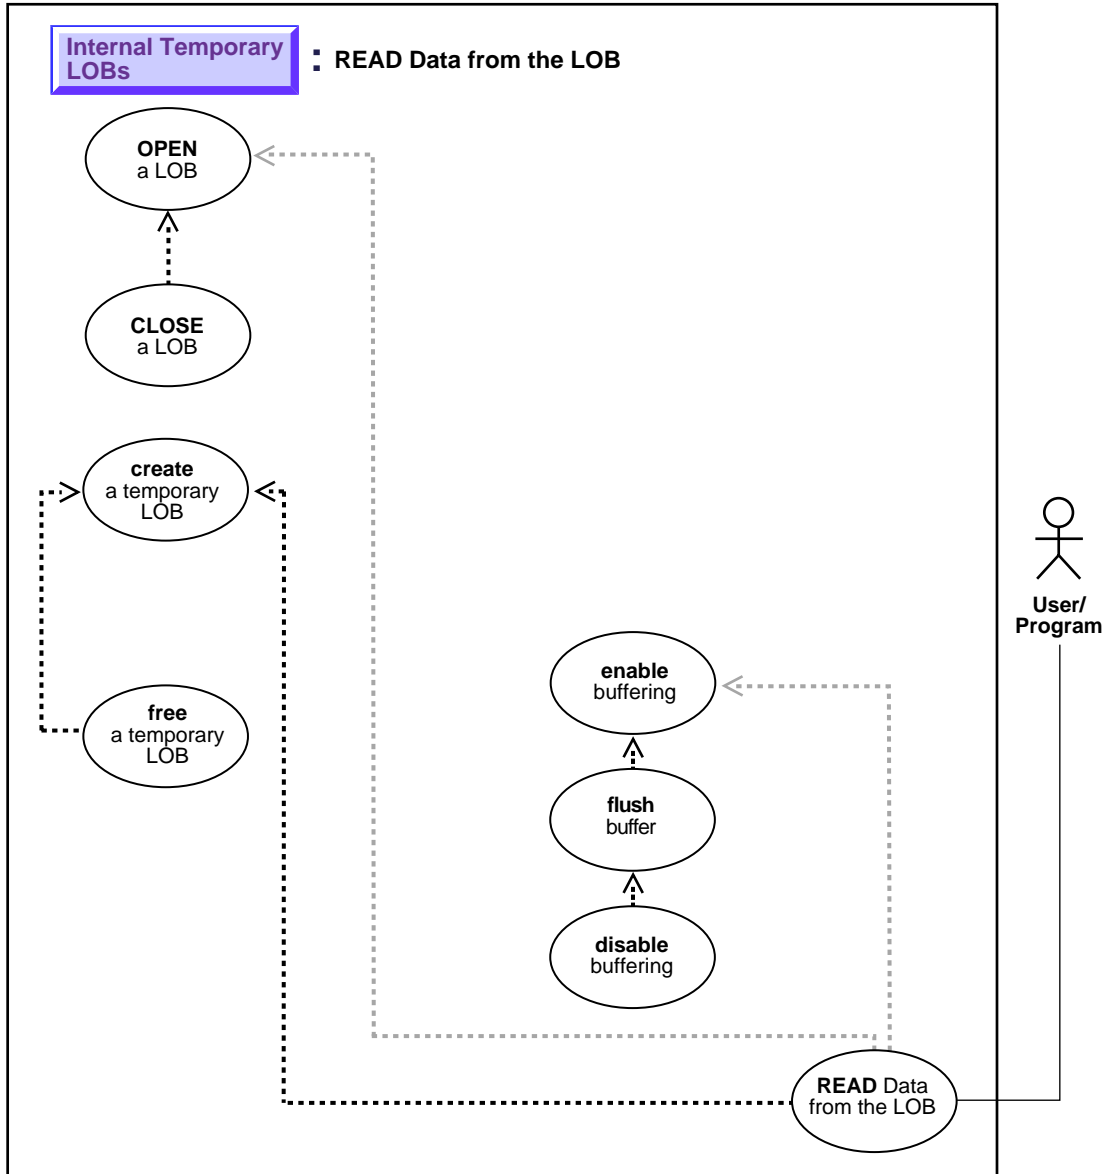 Internal Temporary
LOBs
: READ Data from the LOB
OPEN
a LOB
CLOSE
a LOB
create
a temporary
LOB
User/
Program
enable
buffering
free
a temporary
LOB
flush
buffer
disable
buffering
READ Data
from the LOB